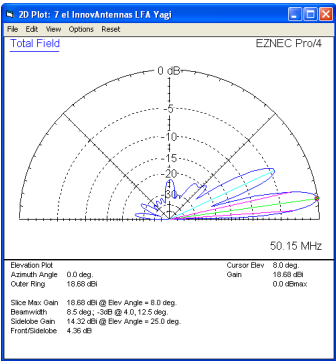 2D Plot: 7 el InnovAntennas LFA Yagi
File Edit View Options Reset
Total Field EZNEC Pro/4
0 dB
-5
-10
-15
-20
-30
50.15 MHz
Elevation Plot Cursor Elev 8.0 deg.
Azimuth Angle 0.0 deg. Gain 18.68 dBi
Outer Ring 18.68 dBi 0.0 dBmax
Slice Max Gain 18.68 dBi @ Elev Angle = 8.0 deg.
Beamwidth 8.5 deg.; -3dB @ 4.0, 12.5 deg.
Sidelobe Gain 14.32 dBi @ Elev Angle = 25.0 deg.
Front/Sidelobe 4.36 dB